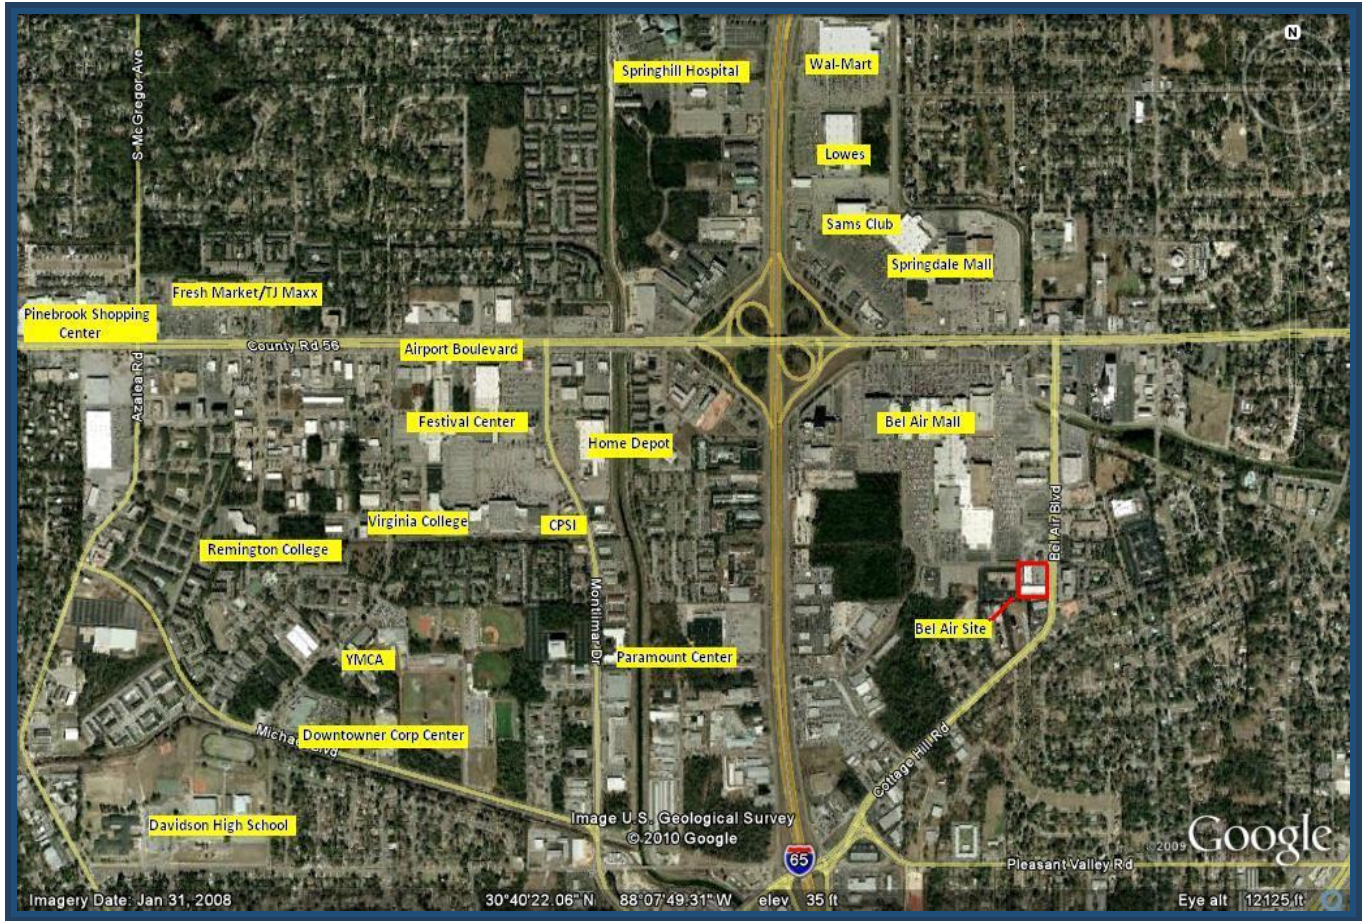 N
S McGregor Ave
Springhill Hospital
Wal-Mart
Lowes
Sams Club
Springdale Mall
Fresh Market/TJ Maxx
Pinebrook Shopping
Center
County Rd 56
Airport Boulevard
Azalea Rd
Festival Center
Home Depot
Bel Air Mall
Virginia College
CPSI
Bel Air Blvd
Remington College
Montlimar Dr
Bel Air Site
YMCA
Paramount Center
Downtowner Corp Center
Michael Blvd
Cottage Hill Rd
Davidson High School
Image U.S. Geological Survey
© 2010 Google
©2009 Google
65
Pleasant Valley Rd
Imagery Date: Jan 31, 2008
30°40'22.06" N 88°07'49.31" W elev 35 ft
Eye alt 12125 ft